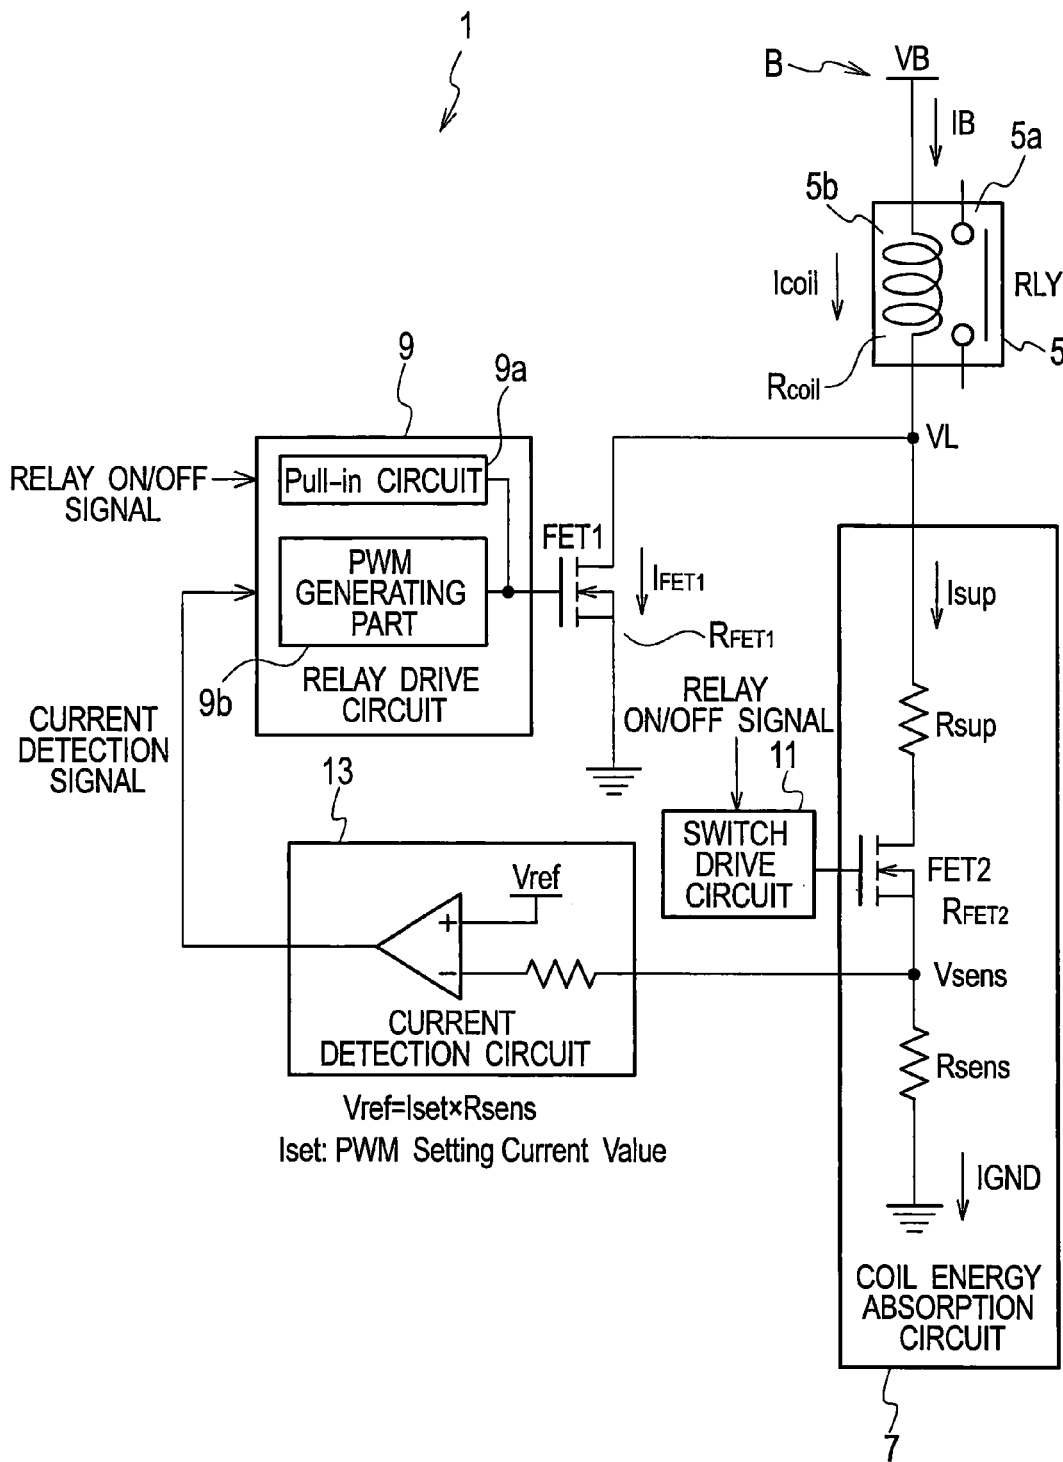 1
B
VB
IB
5a
5b
Icoil
RLY
5
Rcoil
VL
9
9a
RELAY ON/OFF
SIGNAL
Pull-in CIRCUIT
PWM
GENERATING
PART
9b
RELAY DRIVE
CIRCUIT
FET1
IFET1
RFET1
Isup
Rsup
CURRENT
DETECTION
SIGNAL
RELAY
ON/OFF SIGNAL
11
SWITCH
DRIVE
CIRCUIT
FET2
RFET2
13
Vref
+
−
CURRENT
DETECTION CIRCUIT
Vsens
Rsens
Vref=Iset×Rsens
Iset: PWM Setting Current Value
IGND
COIL ENERGY
ABSORPTION
CIRCUIT
7